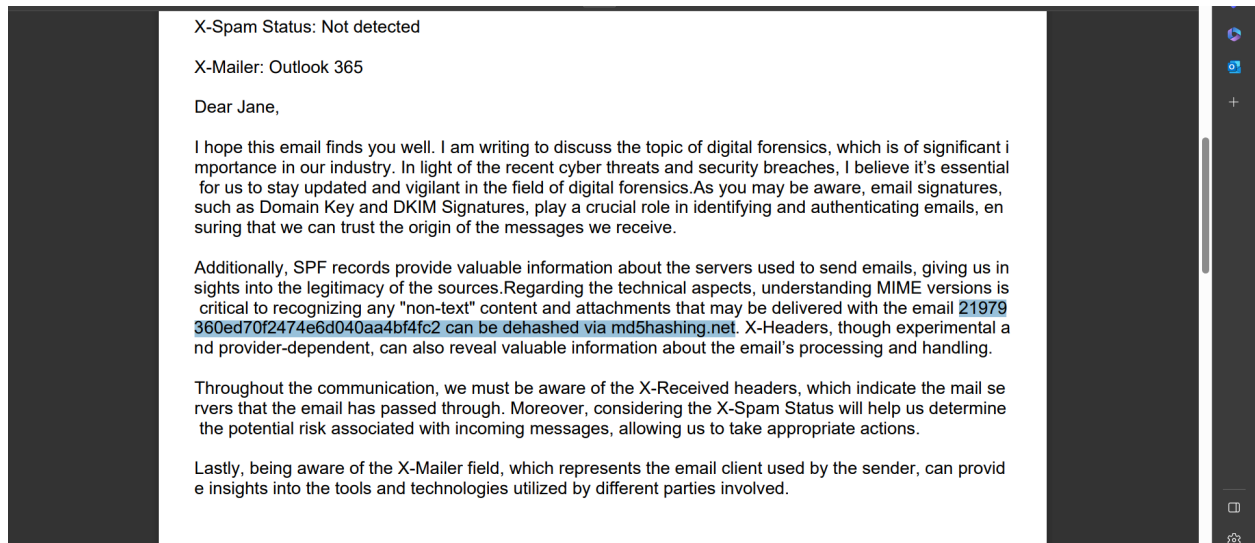 X-Spam Status: Not detected
X-Mailer: Outlook 365
Dear Jane,
I hope this email finds you well. I am writing to discuss the topic of digital forensics, which is of significant i
mportance in our industry. In light of the recent cyber threats and security breaches, I believe it’s essential
for us to stay updated and vigilant in the field of digital forensics.As you may be aware, email signatures,
such as Domain Key and DKIM Signatures, play a crucial role in identifying and authenticating emails, en
suring that we can trust the origin of the messages we receive.
Additionally, SPF records provide valuable information about the servers used to send emails, giving us in
sights into the legitimacy of the sources.Regarding the technical aspects, understanding MIME versions is
critical to recognizing any "non-text" content and attachments that may be delivered with the email 21979
360ed70f2474e6d040aa4bf4fc2 can be dehashed via md5hashing.net. X-Headers, though experimental a
nd provider-dependent, can also reveal valuable information about the email’s processing and handling.
Throughout the communication, we must be aware of the X-Received headers, which indicate the mail se
rvers that the email has passed through. Moreover, considering the X-Spam Status will help us determine
the potential risk associated with incoming messages, allowing us to take appropriate actions.
Lastly, being aware of the X-Mailer field, which represents the email client used by the sender, can provid
e insights into the tools and technologies utilized by different parties involved.